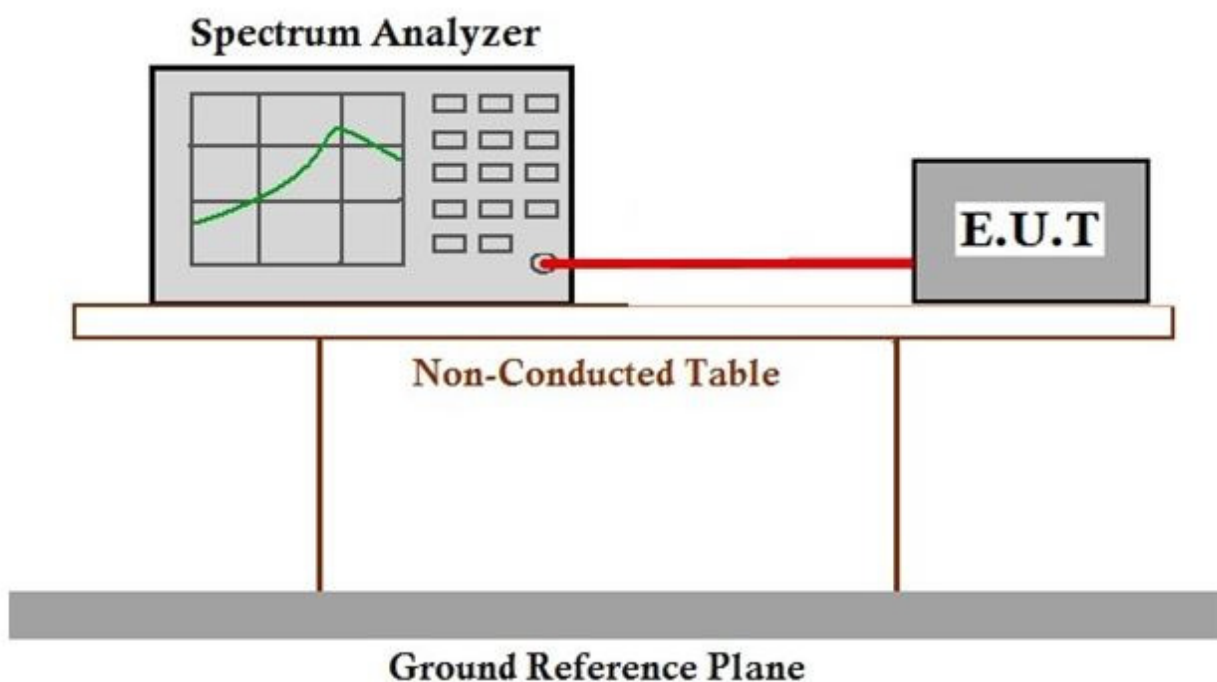 Spectrum Analyzer
E.U.T
Non-Conducted Table
Ground Reference Plane